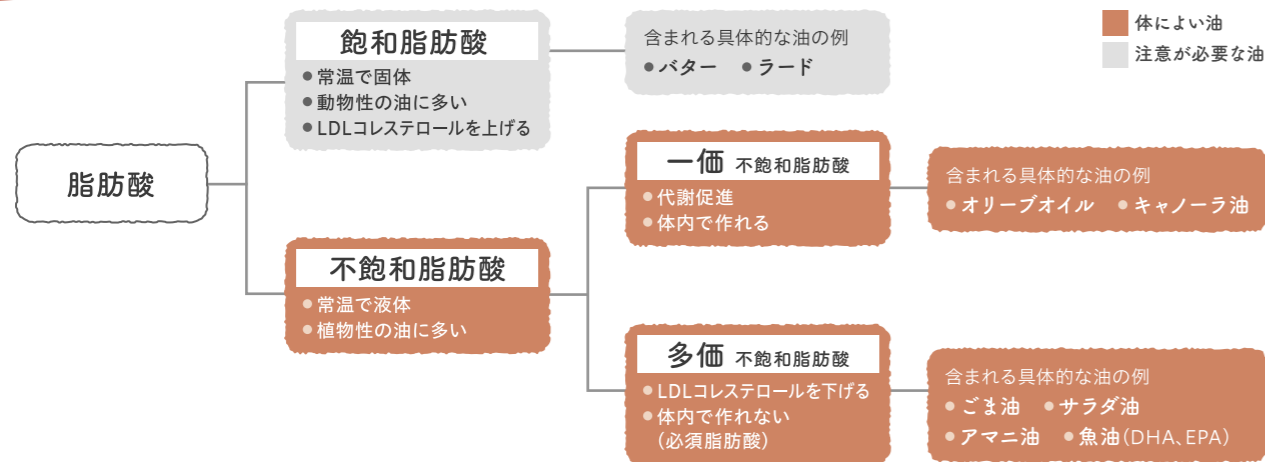 体によい油
注意が必要な油
脂肪酸
飽和脂肪酸
●常温で固体
●動物性の油に多い
●LDLコレステロールを上げる
含まれる具体的な油の例
●バター ●ラード
不飽和脂肪酸
●常温で液体
●植物性の油に多い
一価 不飽和脂肪酸
●代謝促進
●体内で作れる
含まれる具体的な油の例
●オリーブオイル ●キャノーラ油
多価 不飽和脂肪酸
●LDLコレステロールを下げる
●体内で作れない
(必須脂肪酸)
含まれる具体的な油の例
●ごま油 ●サラダ油
●アマニ油 ●魚油(DHA、EPA)